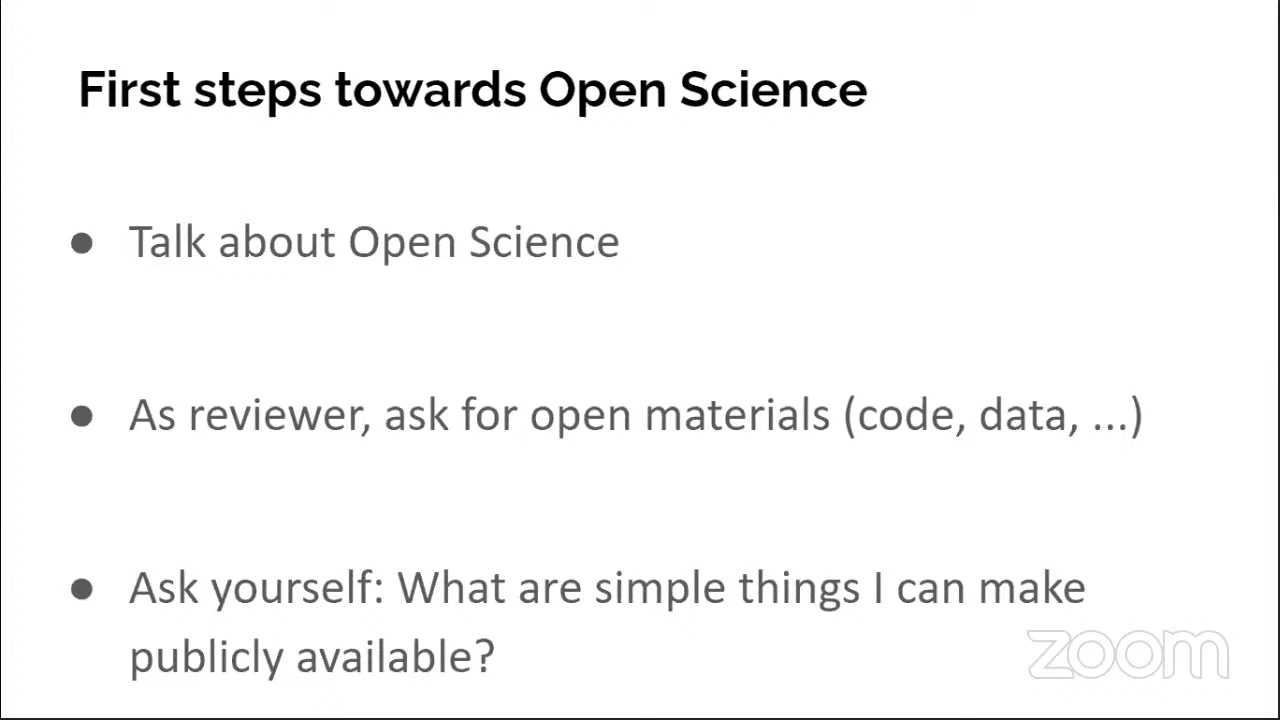 First steps towards Open Science
● Talk about Open Science
● As reviewer, ask for open materials (code, data, ...)
● Ask yourself: What are simple things I can make
publicly available?
zoom